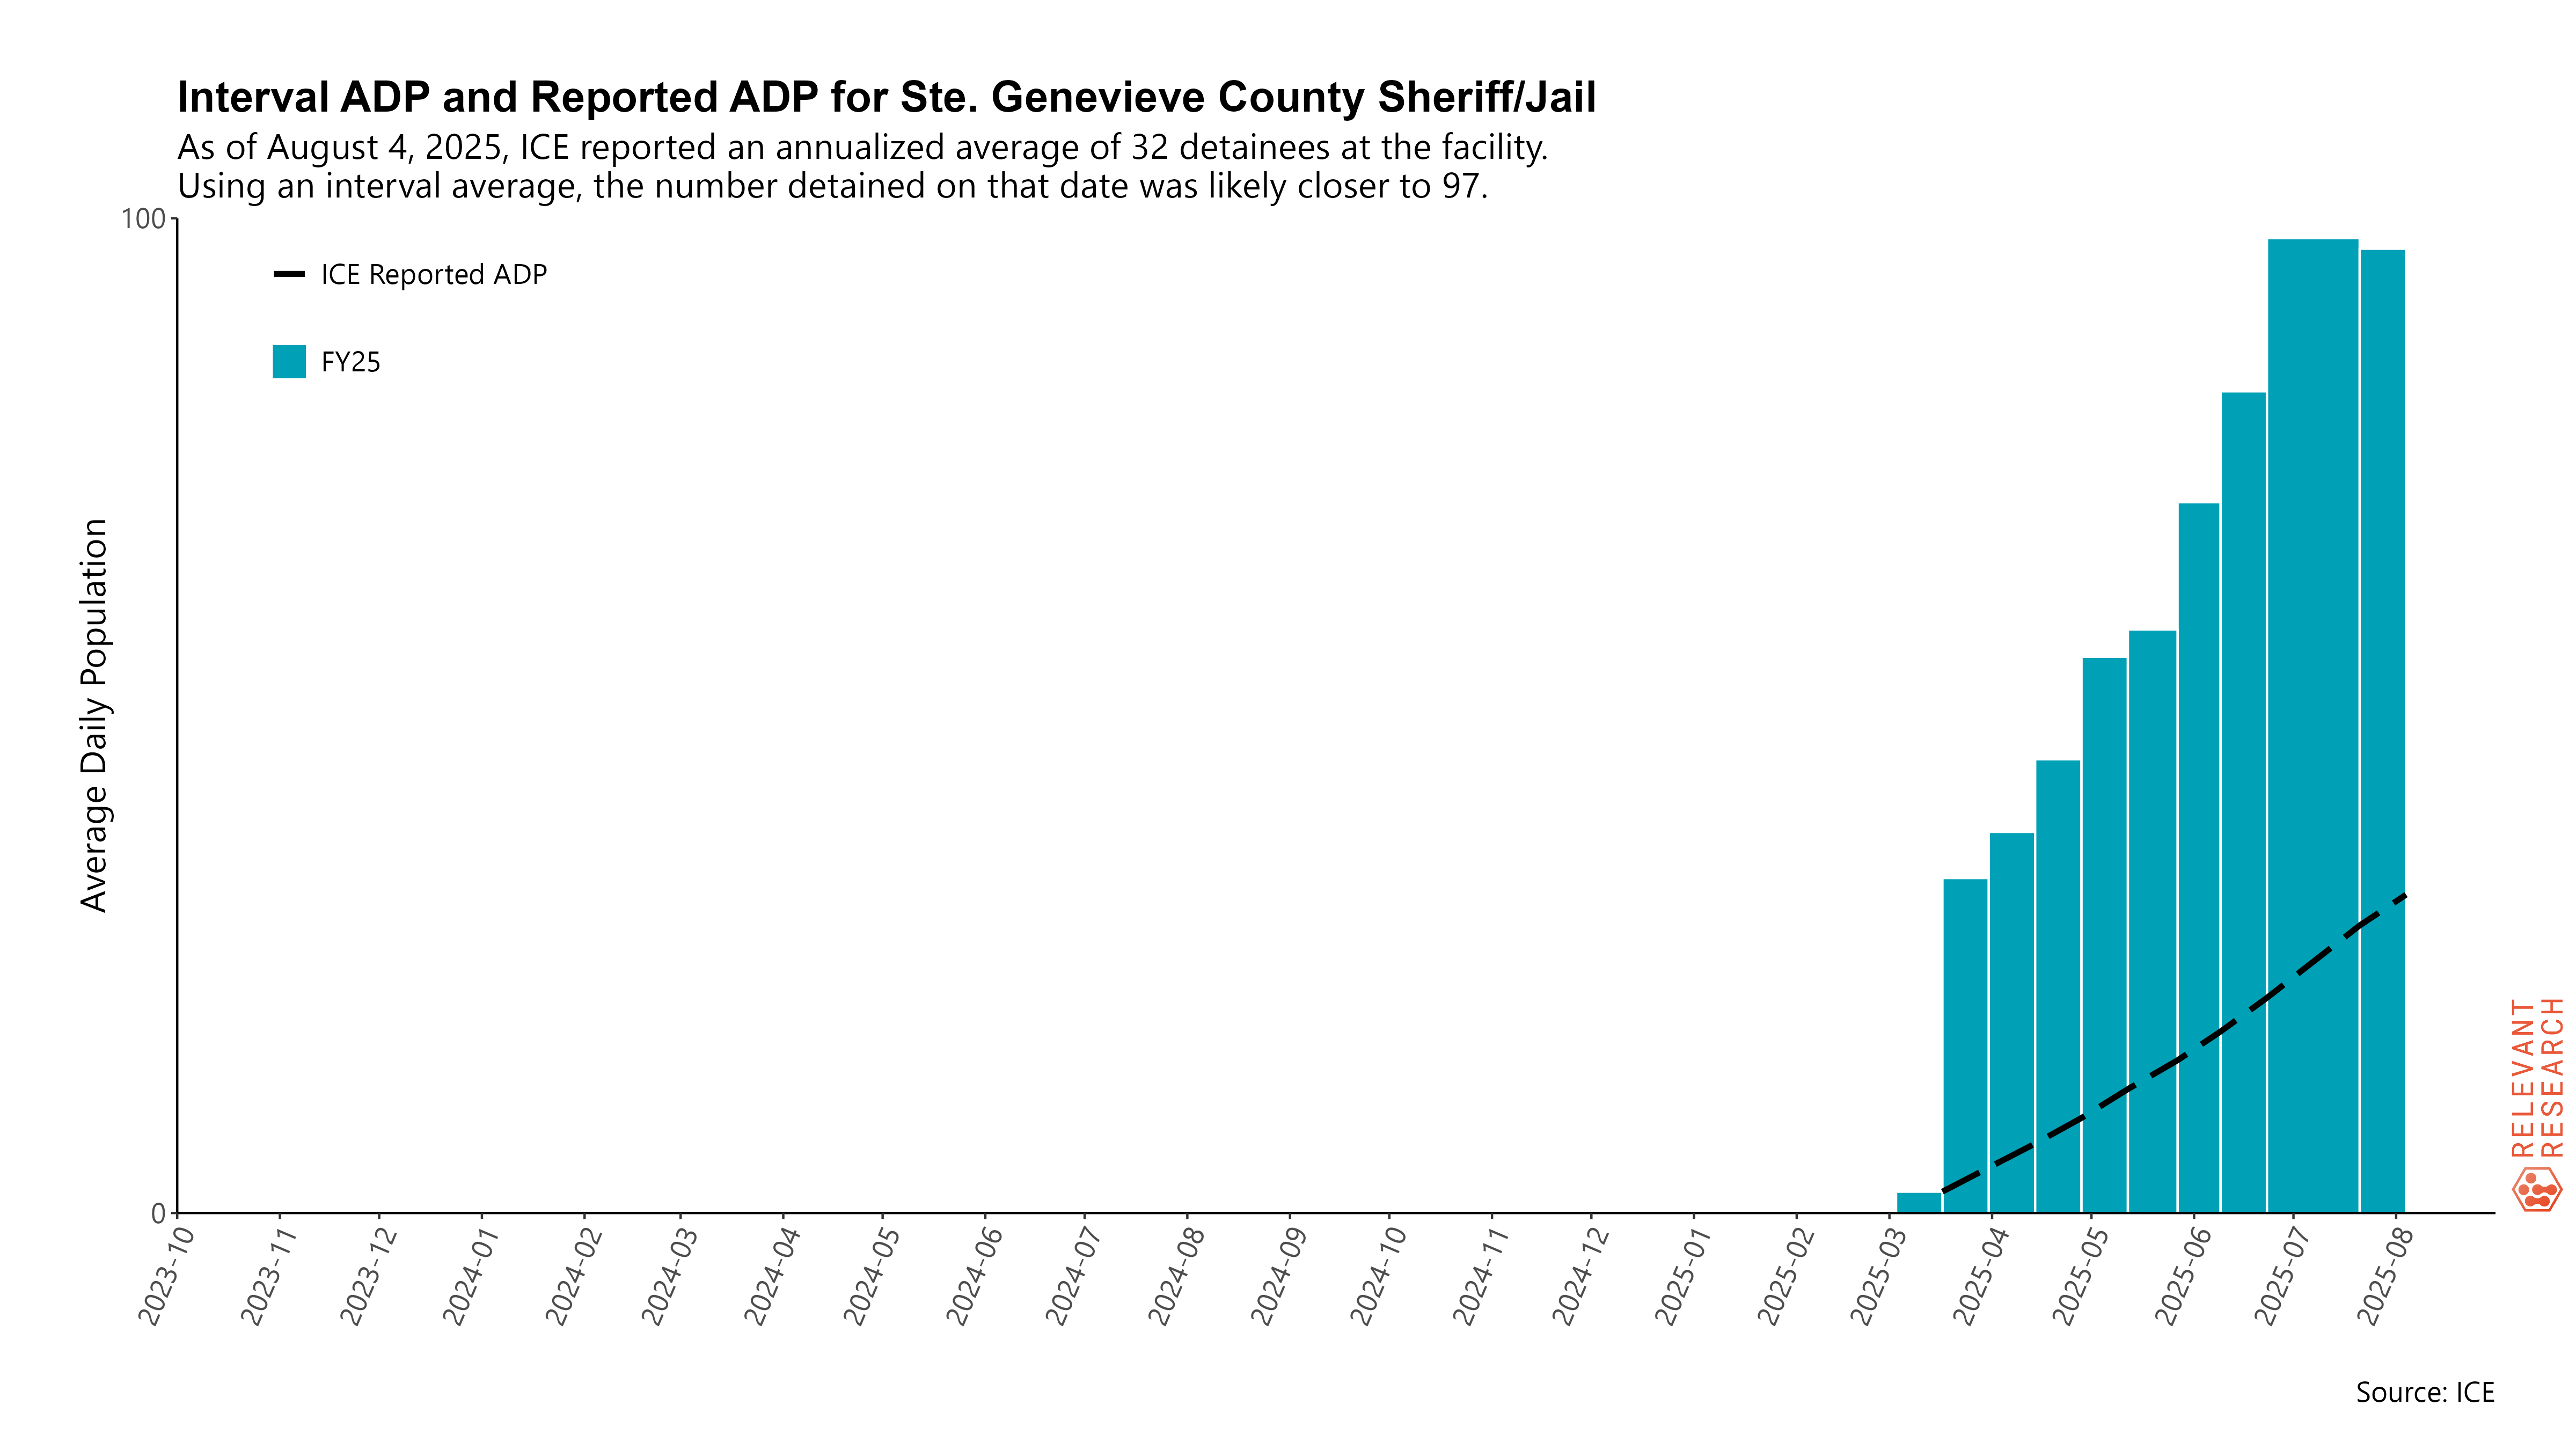 Interval ADP and Reported ADP for Ste. Genevieve County Sheriff/Jail
As of August 4, 2025, ICE reported an annualized average of 32 detainees at the facility.
Using an interval average, the number detained on that date was likely closer to 97.
100
ICE Reported ADP
FY25
Average Daily Population
0
2023-10
2023-11
2023-12
2024-01
2024-02
2024-03
2024-04
2024-05
2024-06
2024-07
2024-08
2024-09
2024-10
2024-11
2024-12
2025-01
2025-02
2025-03
2025-04
2025-05
2025-06
2025-07
2025-08
RELEVANT
RESEARCH
Source: ICE